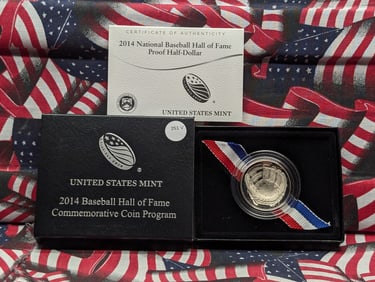 CERTIFICATE OF AUTHENTICITY
2014 National Baseball Hall of Fame
Proof Half-Dollar
UNITED STATES MINT
UNITED STATES MINT
2014 Baseball Hall of Fame
Commemorative Coin Program